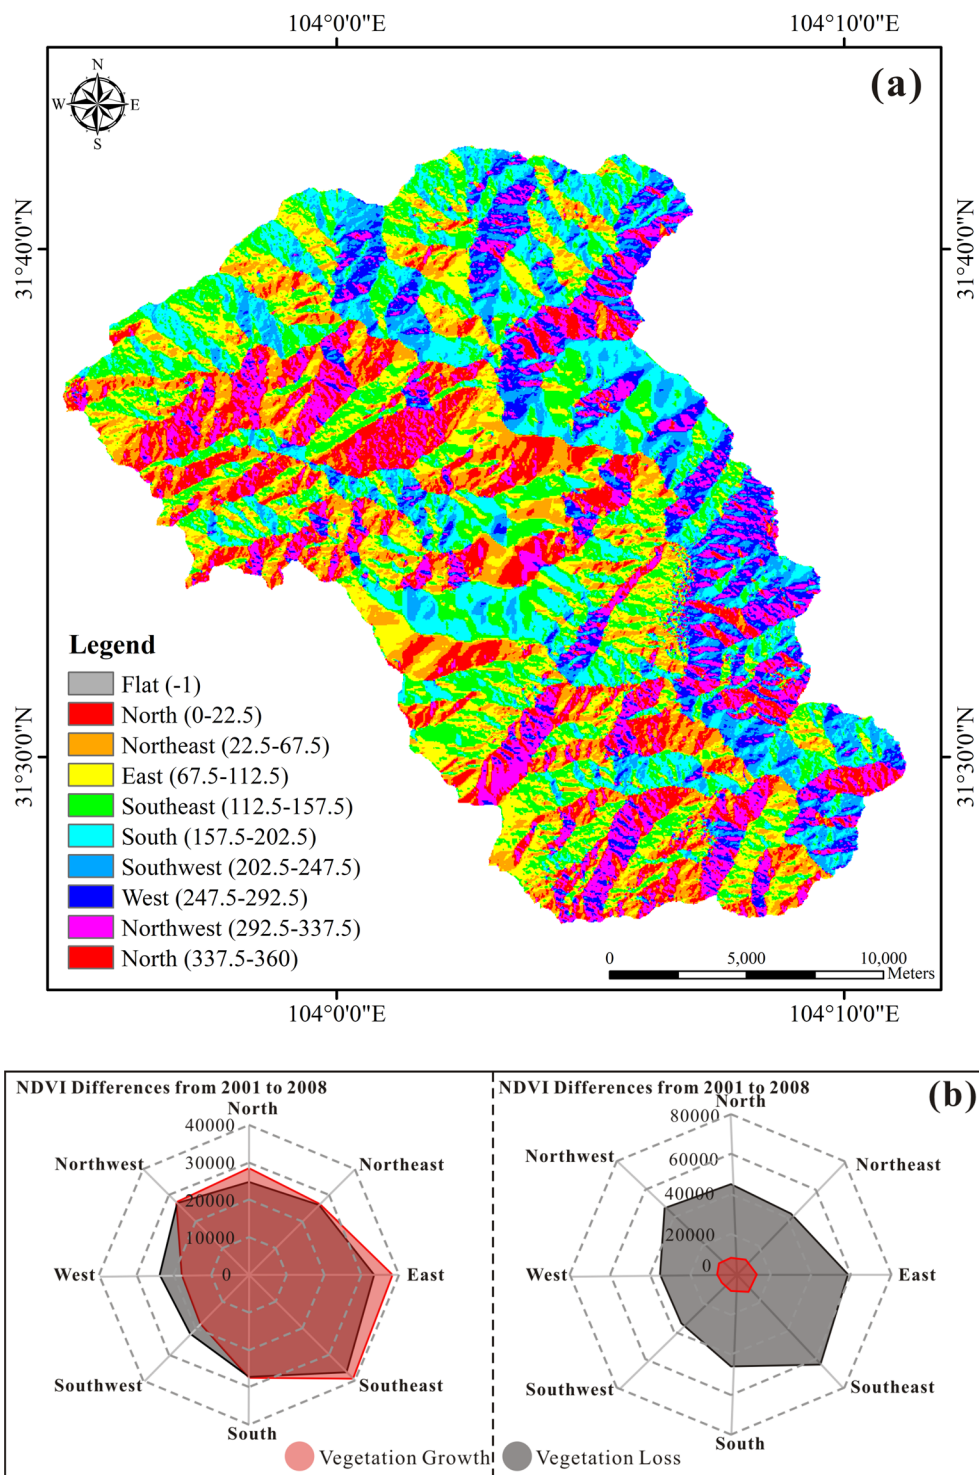 104°0'0"E
104°10'0"E
(a)
N
W
E
S
31°40'0"N
31°40'0"N
31°30'0"N
31°30'0"N
Legend
Flat (-1)
North (0-22.5)
Northeast (22.5-67.5)
East (67.5-112.5)
Southeast (112.5-157.5)
South (157.5-202.5)
Southwest (202.5-247.5)
West (247.5-292.5)
Northwest (292.5-337.5)
North (337.5-360)
0
5,000
10,000
Meters
104°0'0"E
104°10'0"E
NDVI Differences from 2001 to 2008
North
40000
30000
20000
10000
0
Northwest
Northeast
West
East
Southwest
Southeast
South
NDVI Differences from 2001 to 2008
(b)
North
80000
60000
40000
20000
0
Northwest
Northeast
West
East
Southwest
Southeast
South
Vegetation Growth
Vegetation Loss